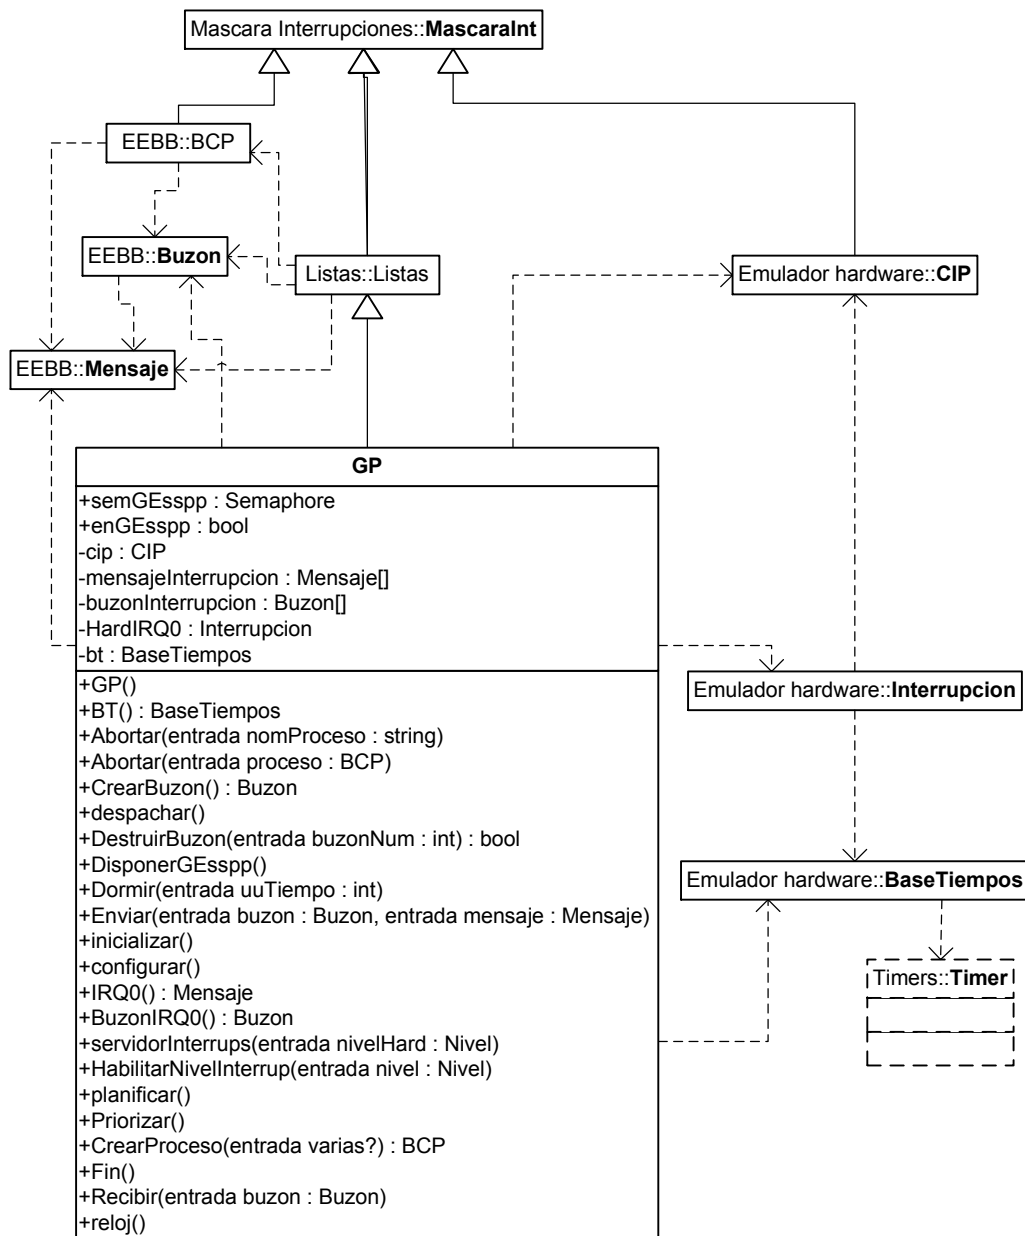 Mascara Interrupciones::MascaraInt
EEBB::BCP
EEBB::Buzon
Listas::Listas
Emulador hardware::CIP
EEBB::Mensaje
GP
+semGEsspp : Semaphore
+enGEsspp : bool
-cip : CIP
-mensajeInterrupcion : Mensaje[]
-buzonInterrupcion : Buzon[]
-HardIRQ0 : Interrupcion
-bt : BaseTiempos
+GP()
+BT() : BaseTiempos
+Abortar(entrada nomProceso : string)
+Abortar(entrada proceso : BCP)
+CrearBuzon() : Buzon
+despachar()
+DestruirBuzon(entrada buzonNum : int) : bool
+DisponerGEsspp()
+Dormir(entrada uuTiempo : int)
+Enviar(entrada buzon : Buzon, entrada mensaje : Mensaje)
+inicializar()
+configurar()
+IRQ0() : Mensaje
+BuzonIRQ0() : Buzon
+servidorInterrups(entrada nivelHard : Nivel)
+HabilitarNivelInterrup(entrada nivel : Nivel)
+planificar()
+Priorizar()
+CrearProceso(entrada varias?) : BCP
+Fin()
+Recibir(entrada buzon : Buzon)
+reloj()
Emulador hardware::Interrupcion
Emulador hardware::BaseTiempos
Timers::Timer